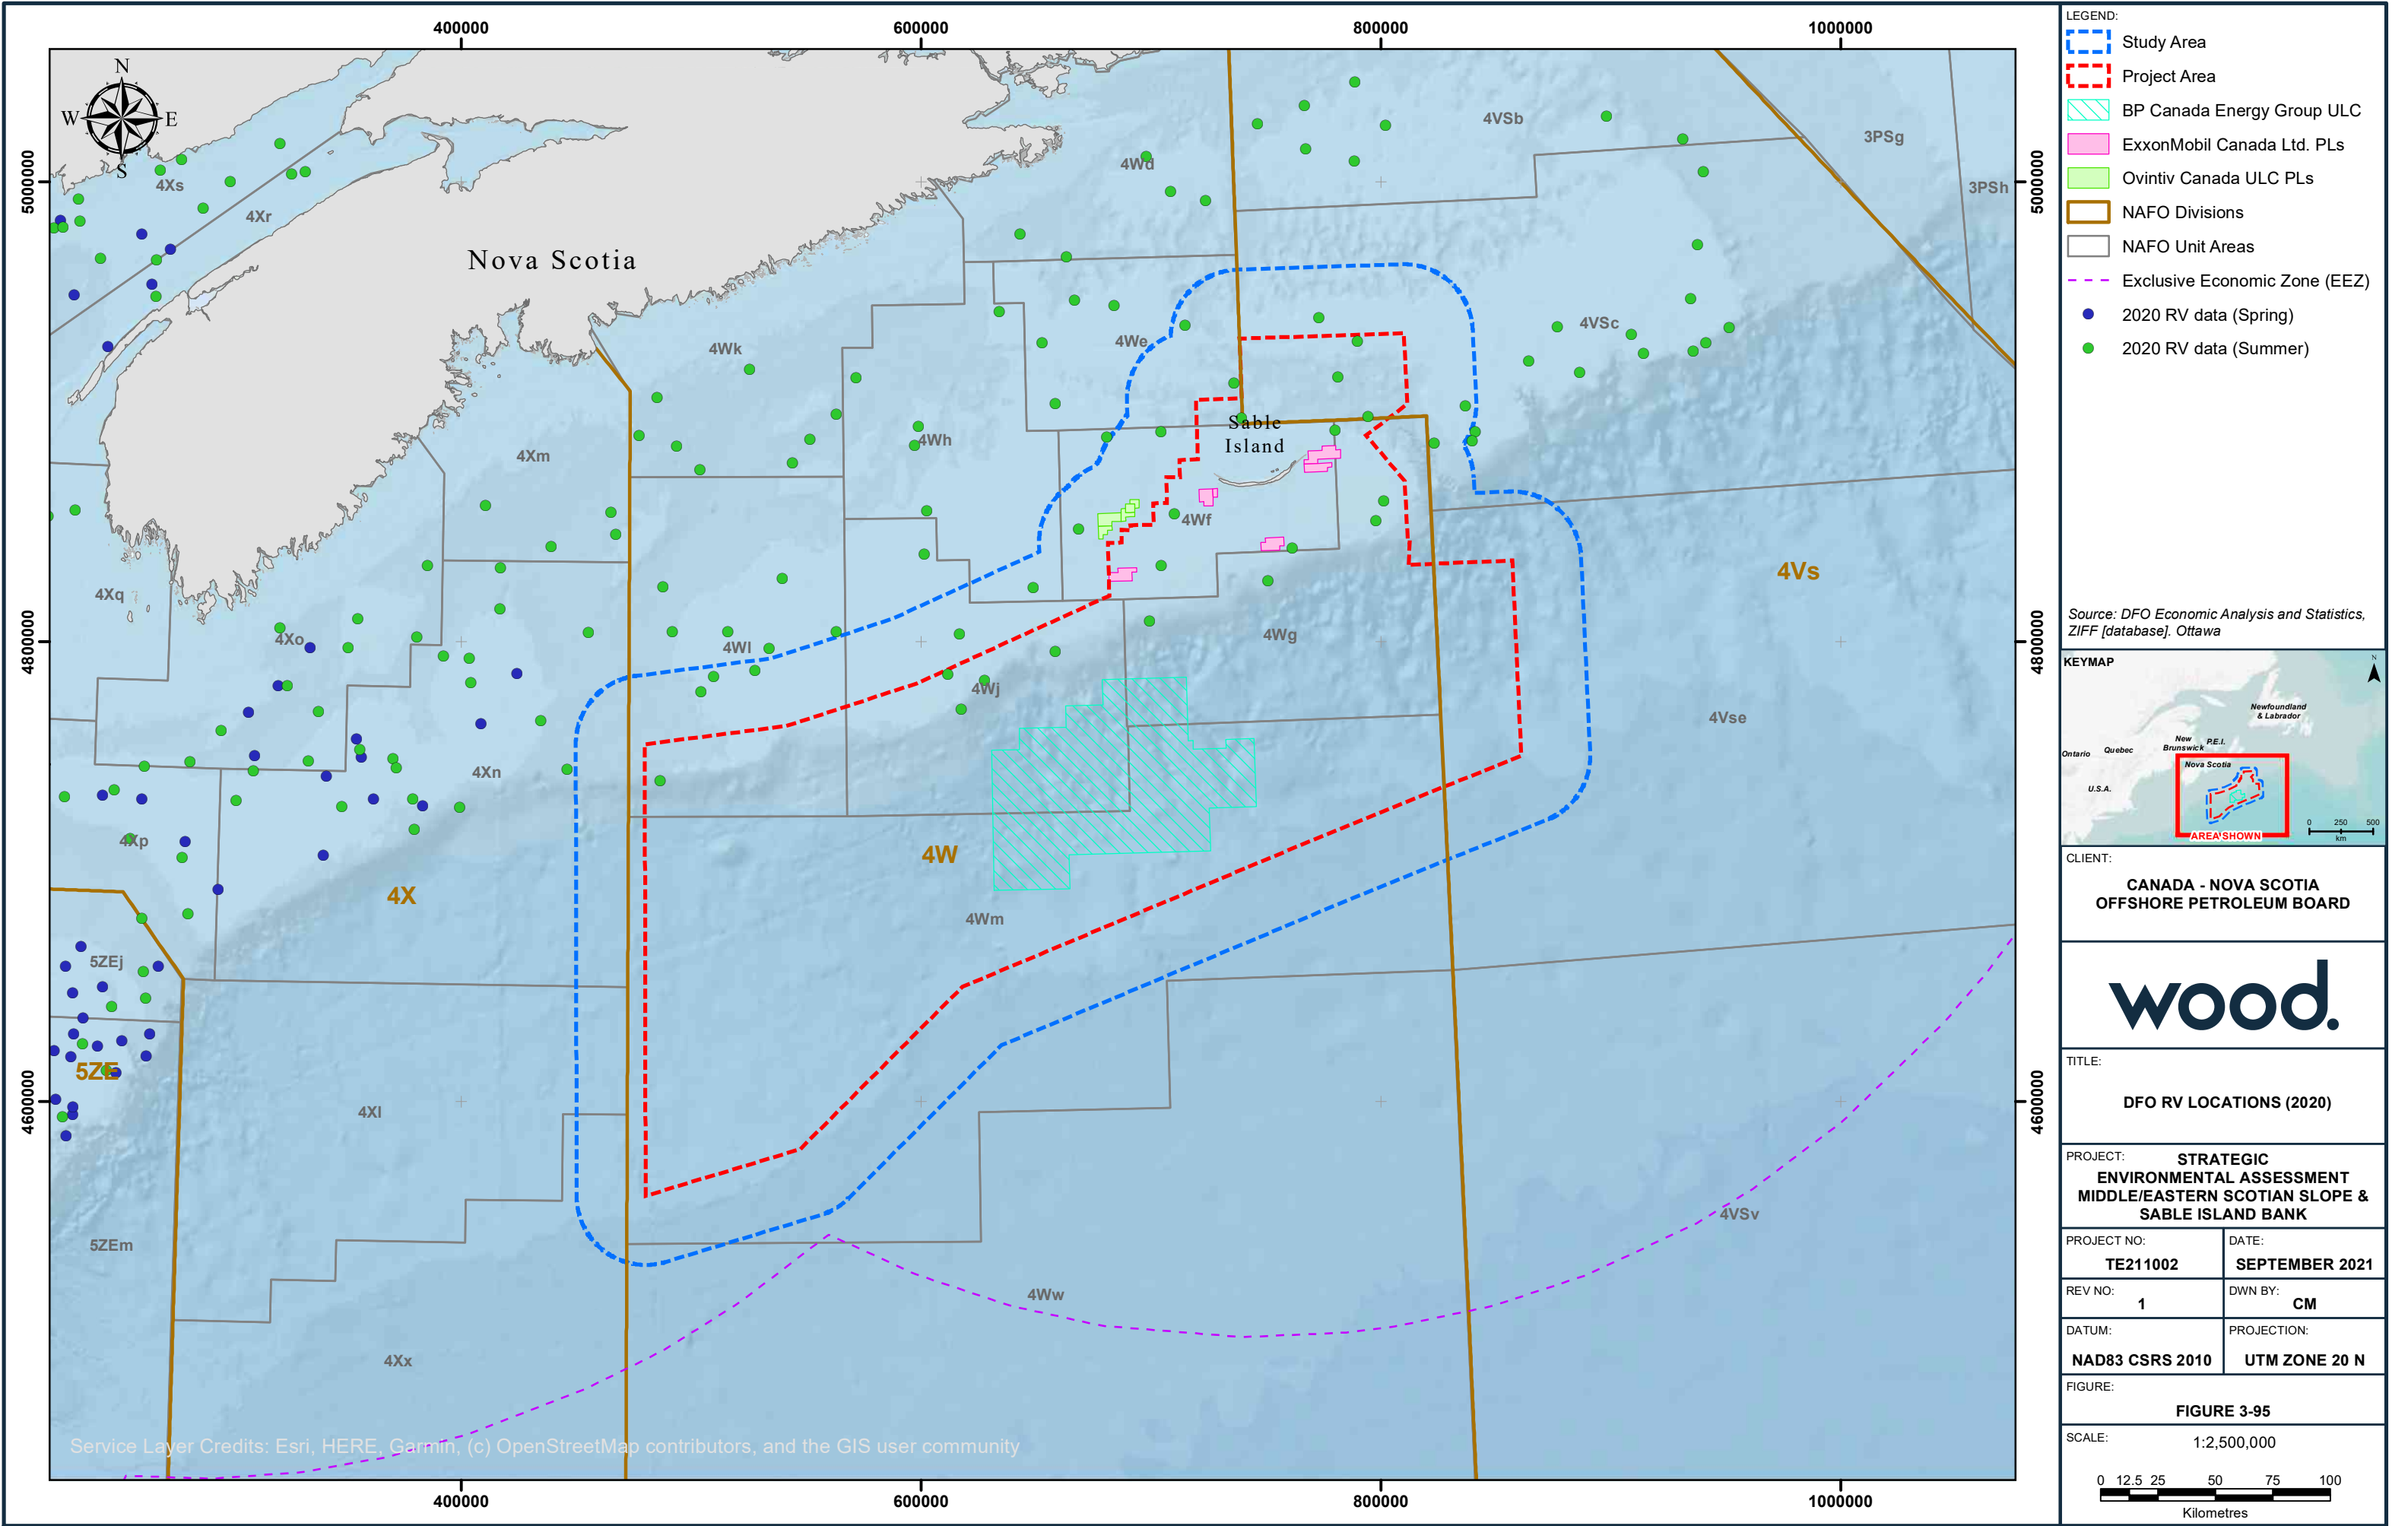 400000
600000
800000
1000000
N
W
E
S
5000000
4800000
4600000
4Xs
4Xr
Nova Scotia
4Wd
4VSb
3PSg
3PSh
4Wk
4We
4VSc
4Xm
4Wh
Sable
Island
4Wf
4Vs
4Xq
4Xo
4Wl
4Wg
4Wj
4Vse
4Xn
4Xp
4W
4X
4Wm
5ZEj
5ZE
4Xl
4VSv
5ZEm
4Ww
4Xx
5000000
4800000
4600000
Service Layer Credits: Esri, HERE, Garmin, (c) OpenStreetMap contributors, and the GIS user community
400000
600000
800000
1000000
LEGEND:
Study Area
Project Area
BP Canada Energy Group ULC
ExxonMobil Canada Ltd. PLs
Ovintiv Canada ULC PLs
NAFO Divisions
NAFO Unit Areas
Exclusive Economic Zone (EEZ)
2020 RV data (Spring)
2020 RV data (Summer)
Source: DFO Economic Analysis and Statistics,
ZIFF [database]. Ottawa
KEYMAP
N
Newfoundland
& Labrador
New
Brunswick
P.E.I.
Quebec
Ontario
Nova Scotia
U.S.A.
AREA SHOWN
0 250 500
km
CLIENT:
CANADA - NOVA SCOTIA
OFFSHORE PETROLEUM BOARD
wood.
TITLE:
DFO RV LOCATIONS (2020)
PROJECT:
STRATEGIC
ENVIRONMENTAL ASSESSMENT
MIDDLE/EASTERN SCOTIAN SLOPE &
SABLE ISLAND BANK
PROJECT NO:
TE211002
DATE:
SEPTEMBER 2021
REV NO:
1
DWN BY:
CM
DATUM:
NAD83 CSRS 2010
PROJECTION:
UTM ZONE 20 N
FIGURE:
FIGURE 3-95
SCALE:
1:2,500,000
0 12.5 25 50 75 100
Kilometres